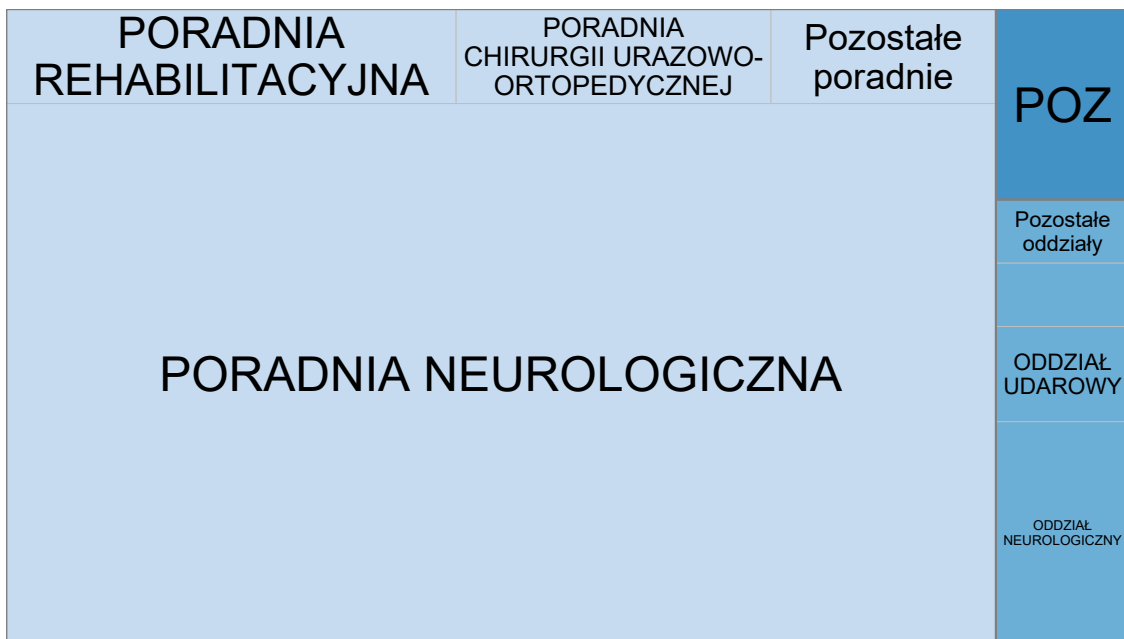 PORADNIA
REHABILITACYJNA
PORADNIA
CHIRURGII URAZOWO-
ORTOPEDYCZNEJ
Pozostałe
poradnie
POZ
Pozostałe
oddziały
PORADNIA NEUROLOGICZNA
ODDZIAŁ
UDAROWY
ODDZIAŁ
NEUROLOGICZNY